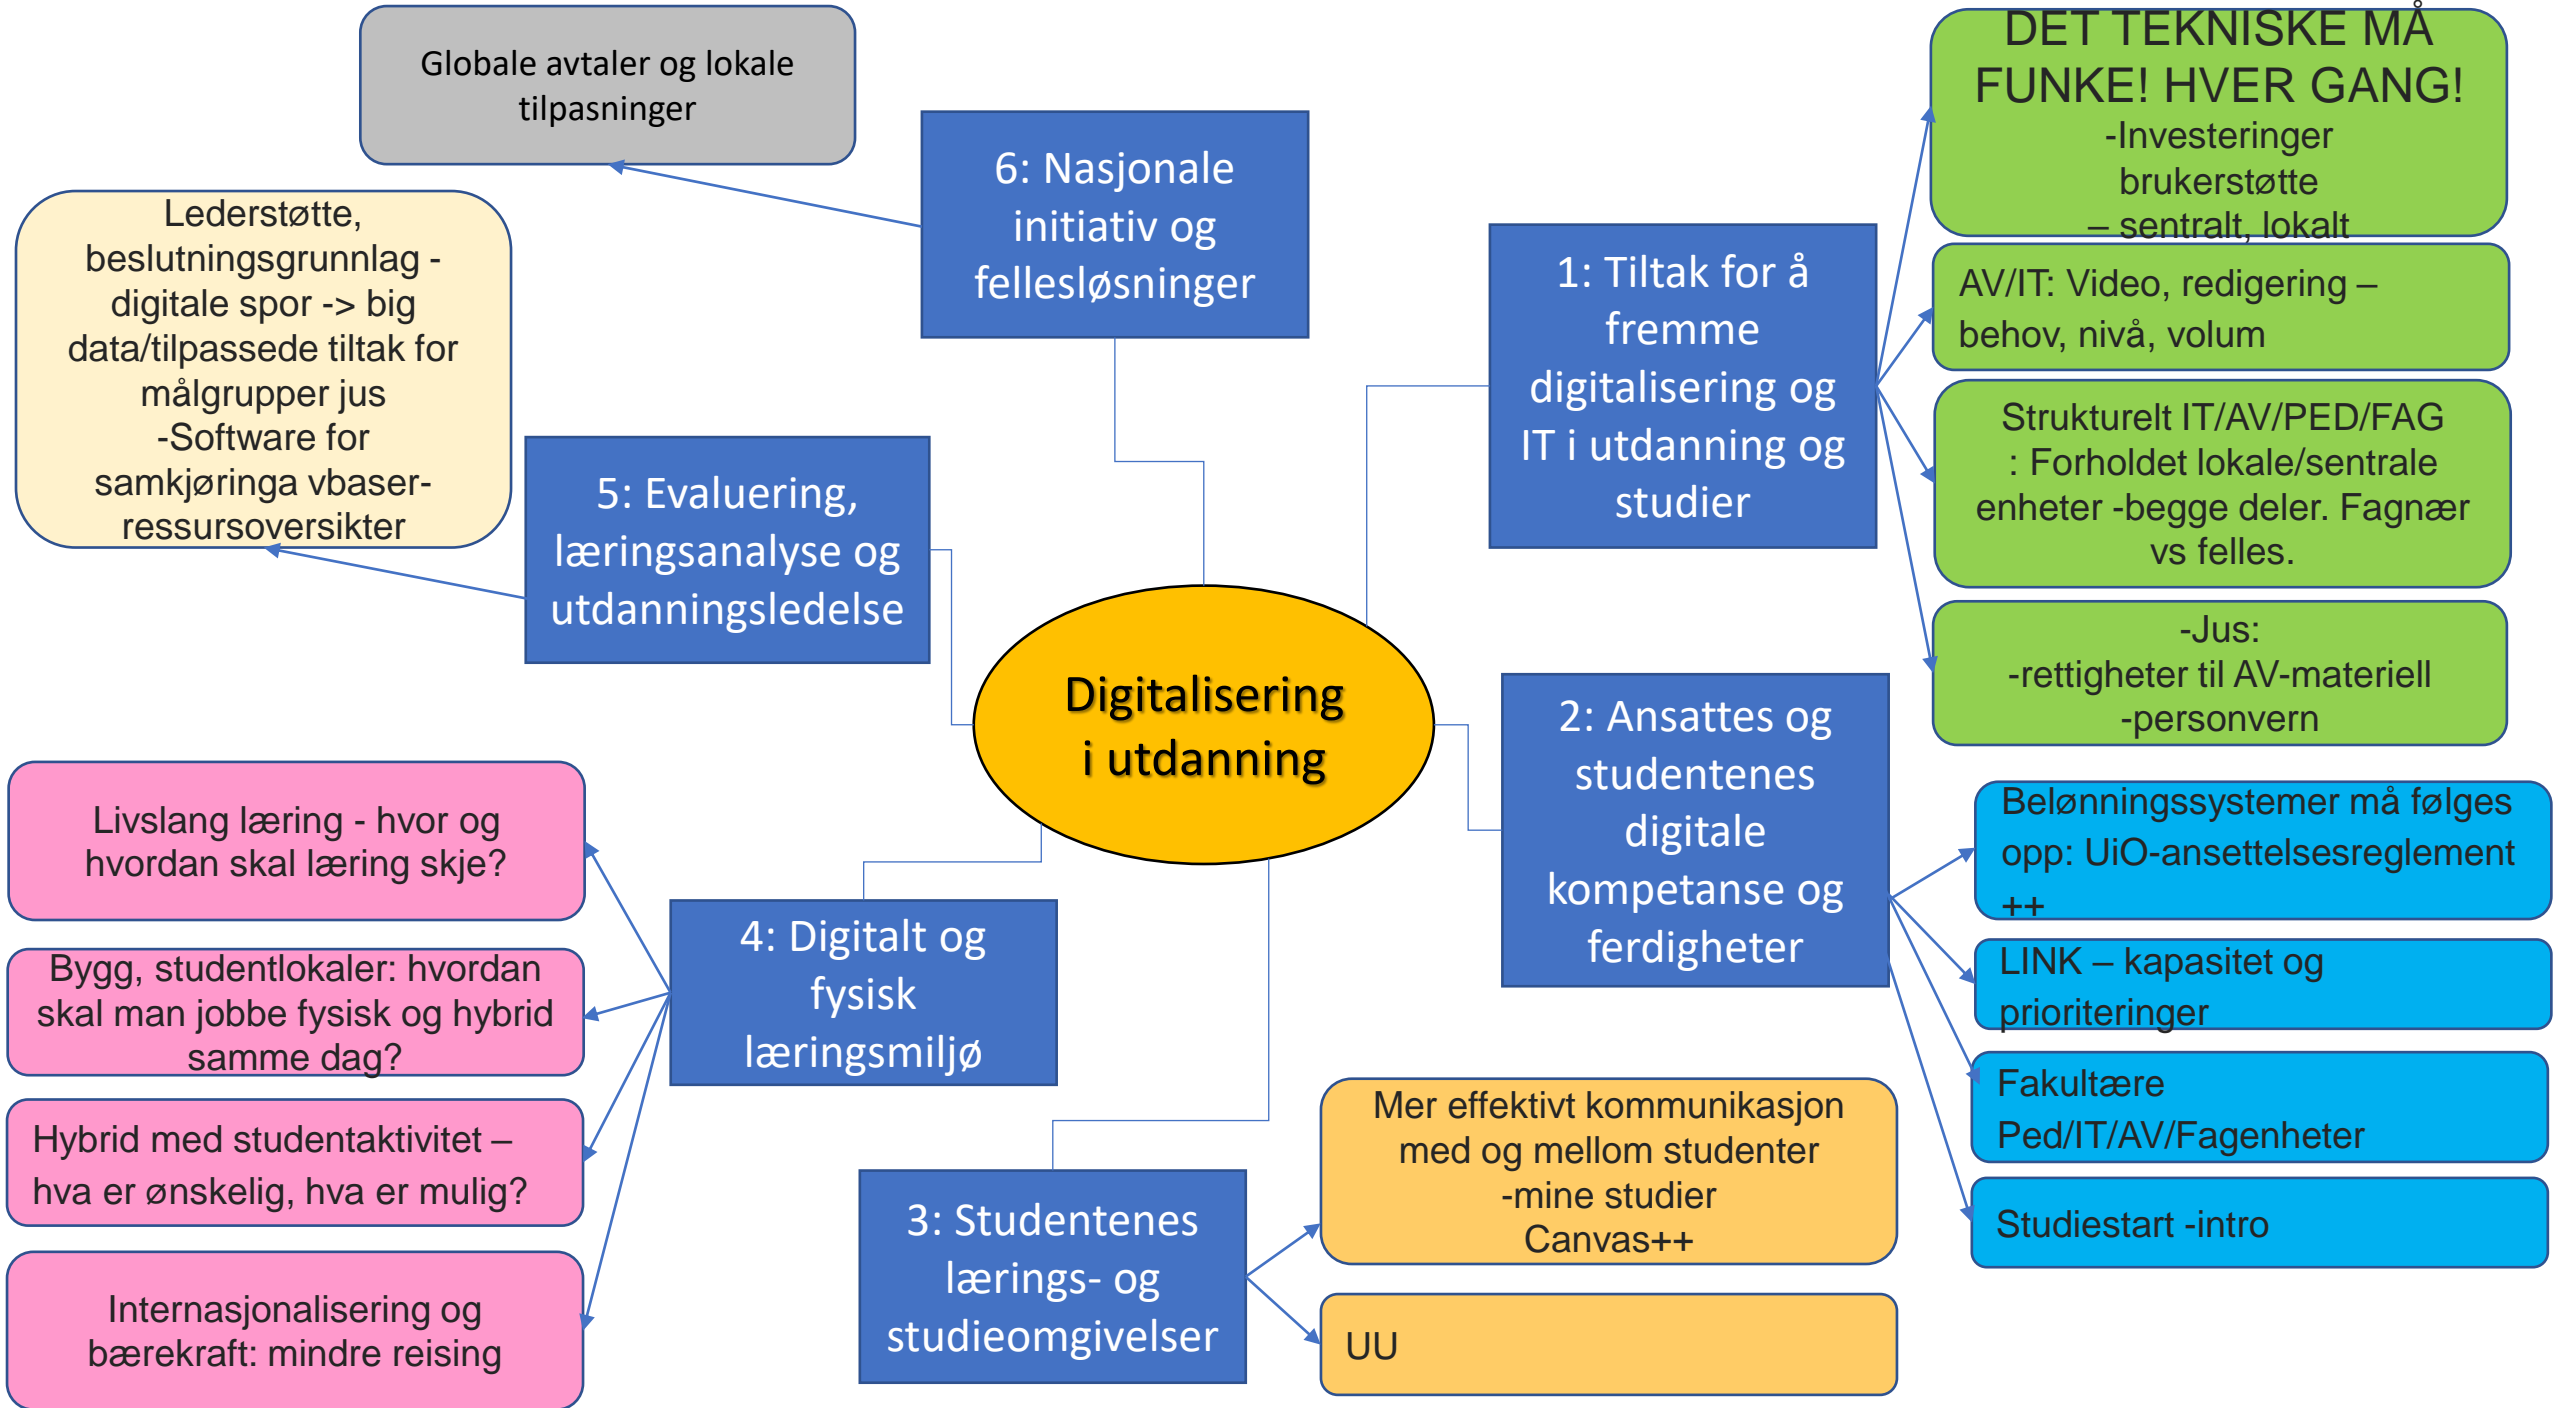 Globale avtaler og lokale
tilpasninger
6: Nasjonale
initiativ og
fellesløsninger
DET TEKNISKE MÅ
FUNKE! HVER GANG!
-Investeringer
brukerstøtte
– sentralt, lokalt
Lederstøtte,
beslutningsgrunnlag -
digitale spor -> big
data/tilpassede tiltak for
målgrupper jus
-Software for
samkjøringa vbaser-
ressursoversikter
1: Tiltak for å
fremme
digitalisering og
IT i utdanning og
studier
AV/IT: Video, redigering –
behov, nivå, volum
Strukturelt IT/AV/PED/FAG
: Forholdet lokale/sentrale
enheter -begge deler. Fagnær
vs felles.
-Jus:
-rettigheter til AV-materiell
-personvern
5: Evaluering,
læringsanalyse og
utdanningsledelse
Digitalisering
i utdanning
2: Ansattes og
studentenes
digitale
kompetanse og
ferdigheter
Belønningssystemer må følges
opp: UiO-ansettelsesreglement
++
LINK – kapasitet og
prioriteringer
Fakultære
Ped/IT/AV/Fagenheter
Studiestart -intro
Livslang læring - hvor og
hvordan skal læring skje?
Bygg, studentlokaler: hvordan
skal man jobbe fysisk og hybrid
samme dag?
Hybrid med studentaktivitet –
hva er ønskelig, hva er mulig?
Internasjonalisering og
bærekraft: mindre reising
4: Digitalt og
fysisk
læringsmiljø
3: Studentenes
lærings- og
studieomgivelser
Mer effektivt kommunikasjon
med og mellom studenter
-mine studier
Canvas++
UU